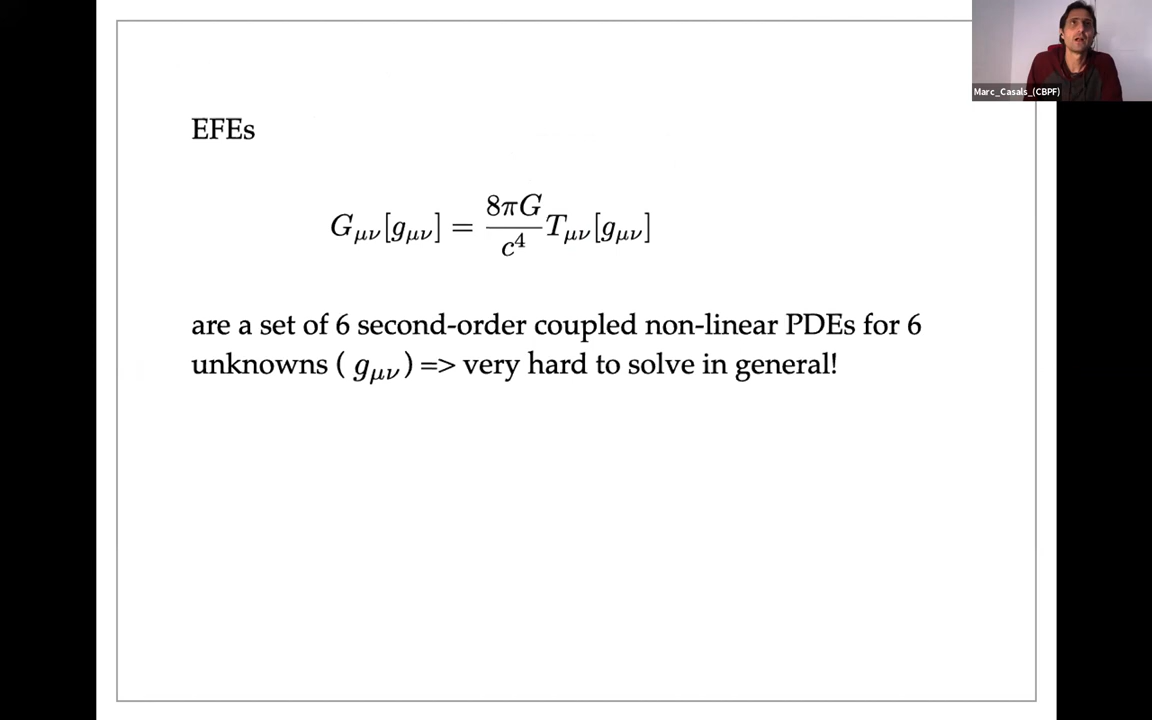 Marc_Casals_(CBPF)
EFEs
G_{μν}[g_{μν}] = \frac{8πG}{c^4} T_{μν}[g_{μν}]
are a set of 6 second-order coupled non-linear PDEs for 6
unknowns ( g_{μν} ) => very hard to solve in general!